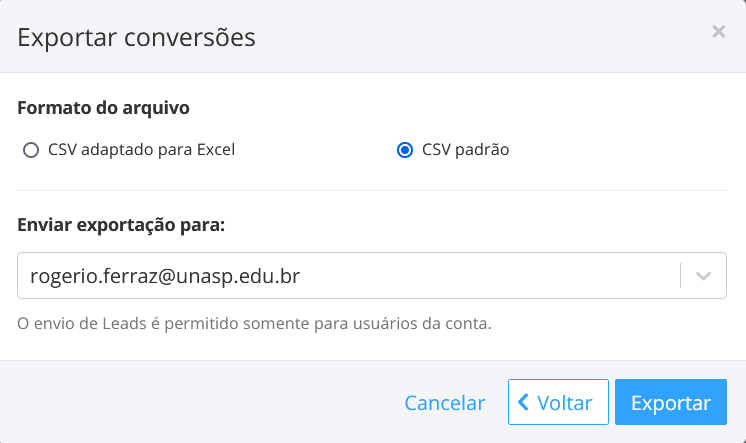 Exportar conversões
×
Formato do arquivo
CSV adaptado para Excel
CSV padrão
Enviar exportação para:
rogerio.ferraz@unasp.edu.br
O envio de Leads é permitido somente para usuários da conta.
Cancelar
Voltar
Exportar